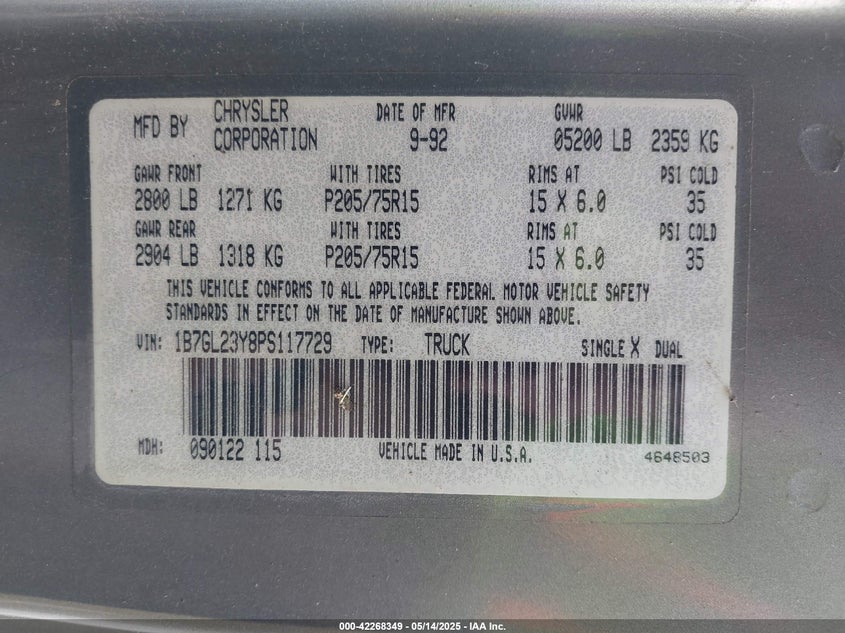 MFD BY CHRYSLER CORPORATION DATE OF MFR 9-92 GVWR 05200 LB 2359 KG
GAWR FRONT WITH TIRES RIMS AT PSI COLD
2800 LB 1271 KG P205/75R15 15 X 6.0 35
GAWR REAR WITH TIRES RIMS AT PSI COLD
2904 LB 1318 KG P205/75R15 15 X 6.0 35
THIS VEHICLE CONFORMS TO ALL APPLICABLE FEDERAL MOTOR VEHICLE SAFETY
STANDARDS IN EFFECT ON THE DATE OF MANUFACTURE SHOWN ABOVE.
VIN: 1B7GL23Y8PS117729 TYPE: TRUCK SINGLE X DUAL
MDH: 090122 115 VEHICLE MADE IN U.S.A. 4648503
000-42268349 - 05/14/2025 - IAA Inc.